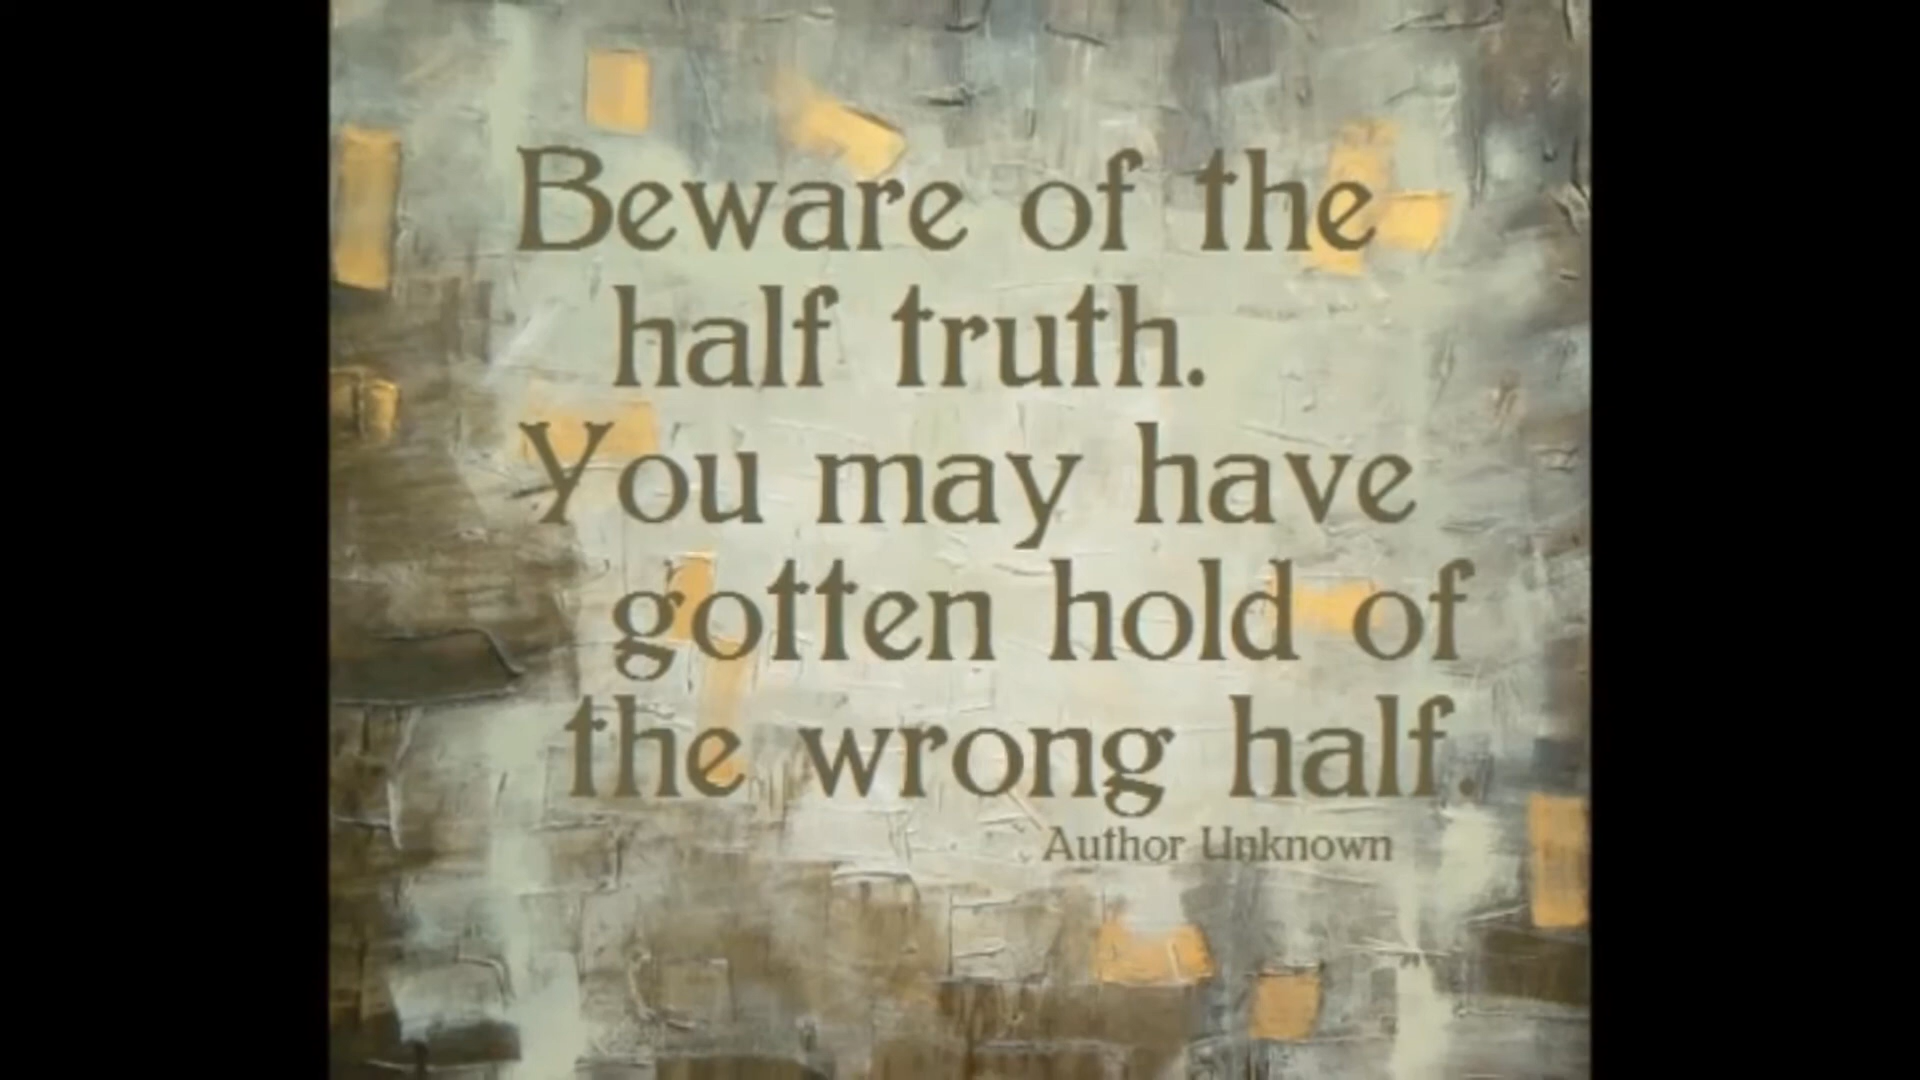 Beware of the
half truth.
You may have
gotten hold of
the wrong half.
Author Unknown